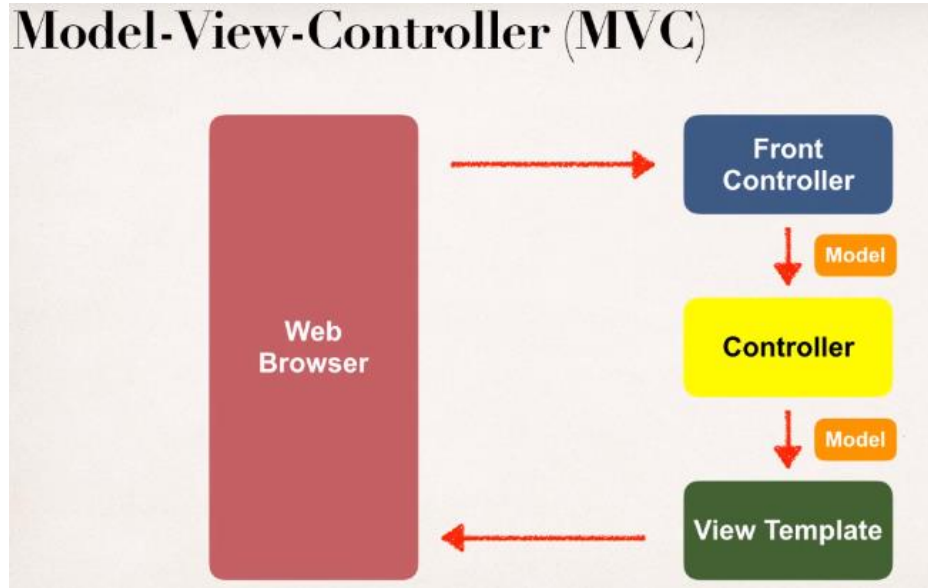 Model-View-Controller (MVC)
Front
Controller
Model
Web
Browser
Controller
Model
View Template